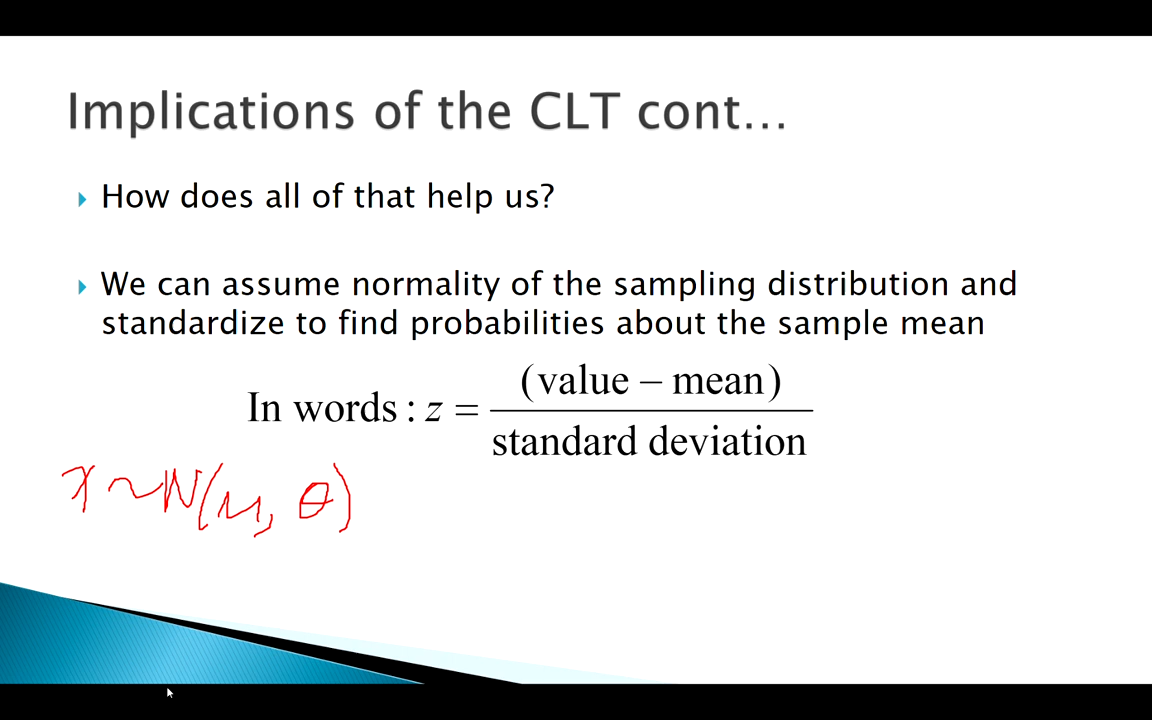 Implications of the CLT cont...
How does all of that help us?
We can assume normality of the sampling distribution and
standardize to find probabilities about the sample mean
In words : z = (value – mean) / standard deviation
x ~ N(μ, θ)